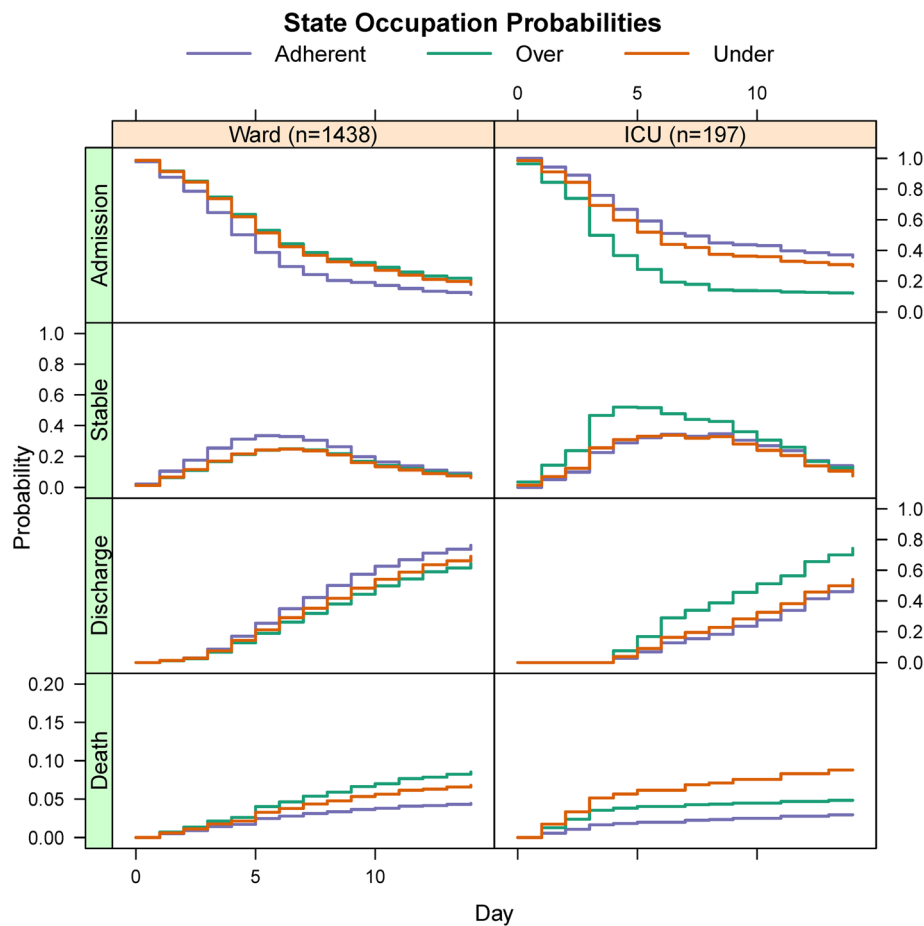 State Occupation Probabilities
Adherent Over Under
0 5 10
Ward (n=1438) ICU (n=197)
Admission
1.0
0.8
0.6
0.4
0.2
0.0
Stable
1.0
0.8
0.6
0.4
0.2
0.0
Probability
Discharge
1.0
0.8
0.6
0.4
0.2
0.0
Death
0.20
0.15
0.10
0.05
0.00
0 5 10
Day